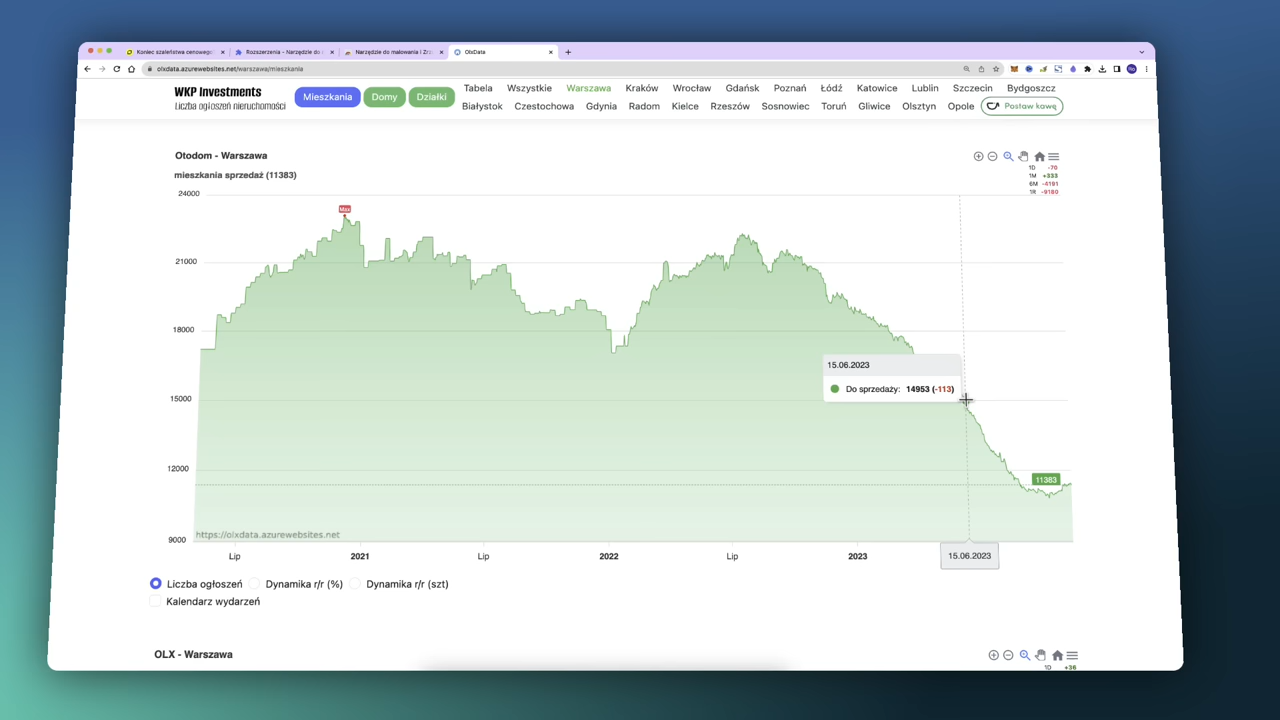 Koniec szaleństwa cenowego
Rozszerzenia – Narzędzie do
Narzędzie do malowania i Zrz
OlxData
olxdata.azurewebsites.net/warszawa/mieszkania
WKP Investments
Liczba ogłoszeń nieruchomości
Mieszkania
Domy
Działki
Tabela Wszystkie Warszawa Kraków Wrocław Gdańsk Poznań Łódź Katowice Lublin Szczecin Bydgoszcz
Białystok Czestochowa Gdynia Radom Kielce Rzeszów Sosnowiec Toruń Gliwice Olsztyn Opole Postaw kawę
Otodom - Warszawa
mieszkania sprzedaż (11383)
1D -70
1M +333
6M -4191
1R -9180
24000
Max
21000
18000
15.06.2023
Do sprzedaży: 14953 (-113)
15000
12000
11383
https://olxdata.azurewebsites.net
9000
Lip 2021 Lip 2022 Lip 2023 15.06.2023
Liczba ogłoszeń Dynamika r/r (%) Dynamika r/r (szt)
Kalendarz wydarzeń
OLX - Warszawa
1D +36